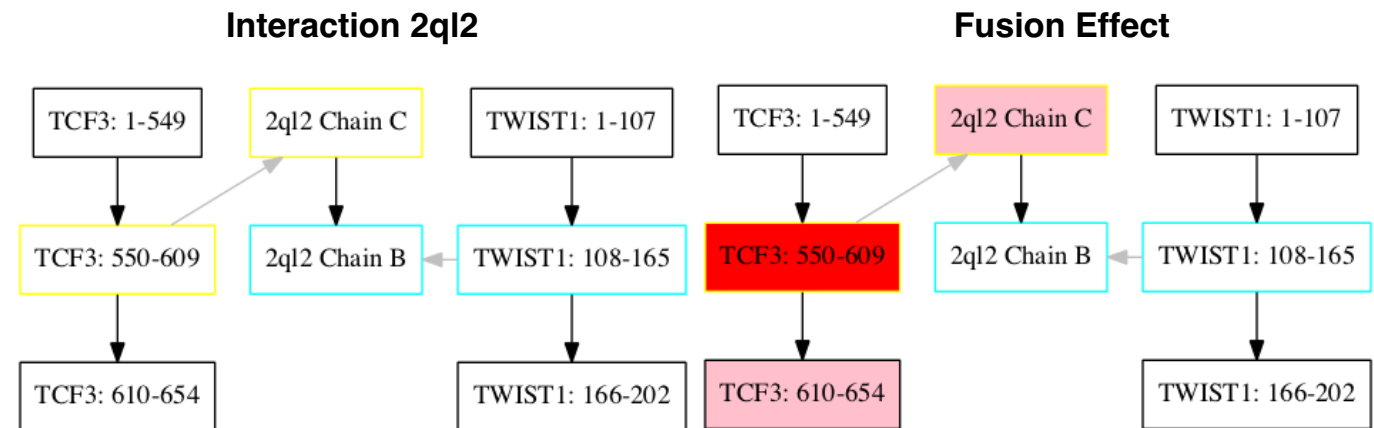 Interaction 2ql2
TCF3: 1-549
2ql2 Chain C
TWIST1: 1-107
TCF3: 550-609
2ql2 Chain B
TWIST1: 108-165
TCF3: 610-654
TWIST1: 166-202
Fusion Effect
TCF3: 1-549
2ql2 Chain C
TWIST1: 1-107
TCF3: 550-609
2ql2 Chain B
TWIST1: 108-165
TCF3: 610-654
TWIST1: 166-202